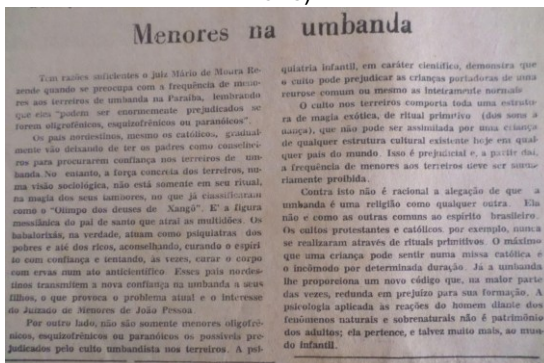 Menores na umbanda
Tem razões suficientes o juiz Mário de Moura Re-
zende quando se preocupa com a frequência de meno-
res aos terreiros de umbanda na Paraíba, lembrando
que eles "podem ser enormemente prejudicados se
forem oligofrênicos, esquizofrênicos ou paranóicos".
Os pais nordestinos, mesmo os católicos, gradual-
mente vão deixando de ter os padres como conselhei-
ros para procurarem confiança nos terreiros de um-
banda No entanto, a força concreta dos terreiros, nu-
ma visão sociológica, não está somente em seu ritual,
na magia dos seus tambores, no que já classificaram
como o "Olimpo dos deuses de Xangô". E' a figura
messiânica do pai de santo que atrai as multidões. Os
babalorixás, na verdade, atuam como psiquiatras dos
pobres e até dos ricos, aconselhando, curando o espíri-
to com confiança e tentando, às vezes, curar o corpo
com ervas num ato anticientífico. Esses pais nordes-
tinos transmitem a nova confiança na umbanda a seus
filhos, o que provoca o problema atual e o interesse
do Juizado de Menores de João Pessoa
Por outro lado, não são somente menores oligofrê-
nicos, esquizofrênicos ou paranóicos os possíveis pre-
judicados pelo culto umbandista nos terreiros. A psi-
quiatria infantil, em caráter científico, demonstra que
o culto pode prejudicar as crianças portadoras de uma
neurose comum ou mesmo as inteiramente normais
O culto nos terreiros comporta toda uma estrutu-
ra de magia exótica, de ritual primitivo (dos sons a
dança), que não pode ser assimilada por uma criança
de qualquer estrutura cultural existente hoje em qual-
quer país do mundo. Isso é prejudicial e, a partir daí,
a frequência de menores aos terreiros deve ser
riamente proibida.
Contra isto não é racional a alegação de que a
umbanda é uma religião como qualquer outra. Ela
não e como as outras comuns ao espírito brasileiro.
Os cultos protestantes e católicos, por exemplo, nunca
se realizaram através de rituais primitivos. O máximo
que uma criança pode sentir numa missa católica é
o incômodo por determinada duração. Já a umbanda
lhe proporciona um novo código que, na maior parte
das vezes, redunda em prejuízo para sua formação. A
psicologia aplicada às reações do homem diante dos
fenômenos naturais e sobrenaturais não é patrimônio
dos adultos; ela pertence, e talvez muito mais, ao mun-
do infantil.